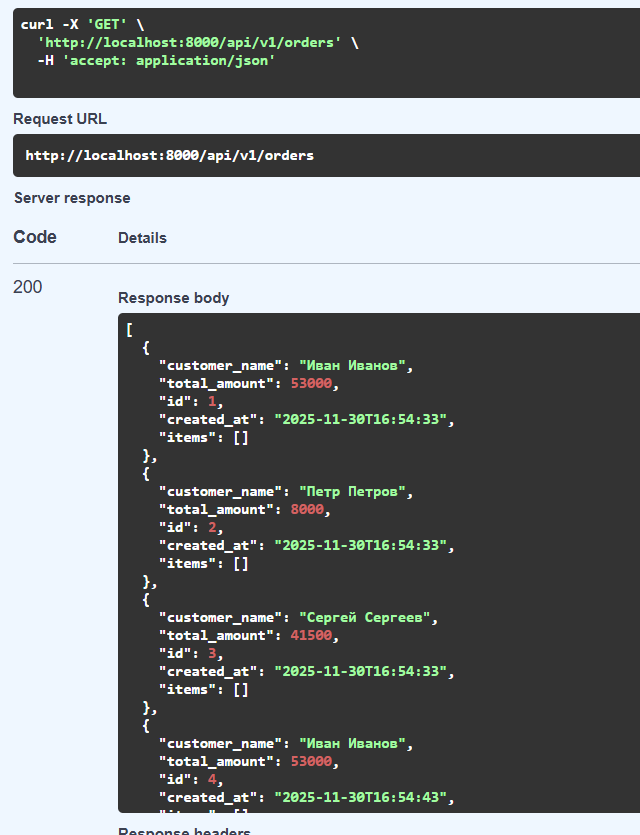 curl -X 'GET' \
'http://localhost:8000/api/v1/orders' \
-H 'accept: application/json'
Request URL
http://localhost:8000/api/v1/orders
Server response
Code Details
200
Response body
[
{
"customer_name": "Иван Иванов",
"total_amount": 53000,
"id": 1,
"created_at": "2025-11-30T16:54:33",
"items": []
},
{
"customer_name": "Петр Петров",
"total_amount": 8000,
"id": 2,
"created_at": "2025-11-30T16:54:33",
"items": []
},
{
"customer_name": "Сергей Сергеев",
"total_amount": 41500,
"id": 3,
"created_at": "2025-11-30T16:54:33",
"items": []
},
{
"customer_name": "Иван Иванов",
"total_amount": 53000,
"id": 4,
"created_at": "2025-11-30T16:54:43",
Response headers